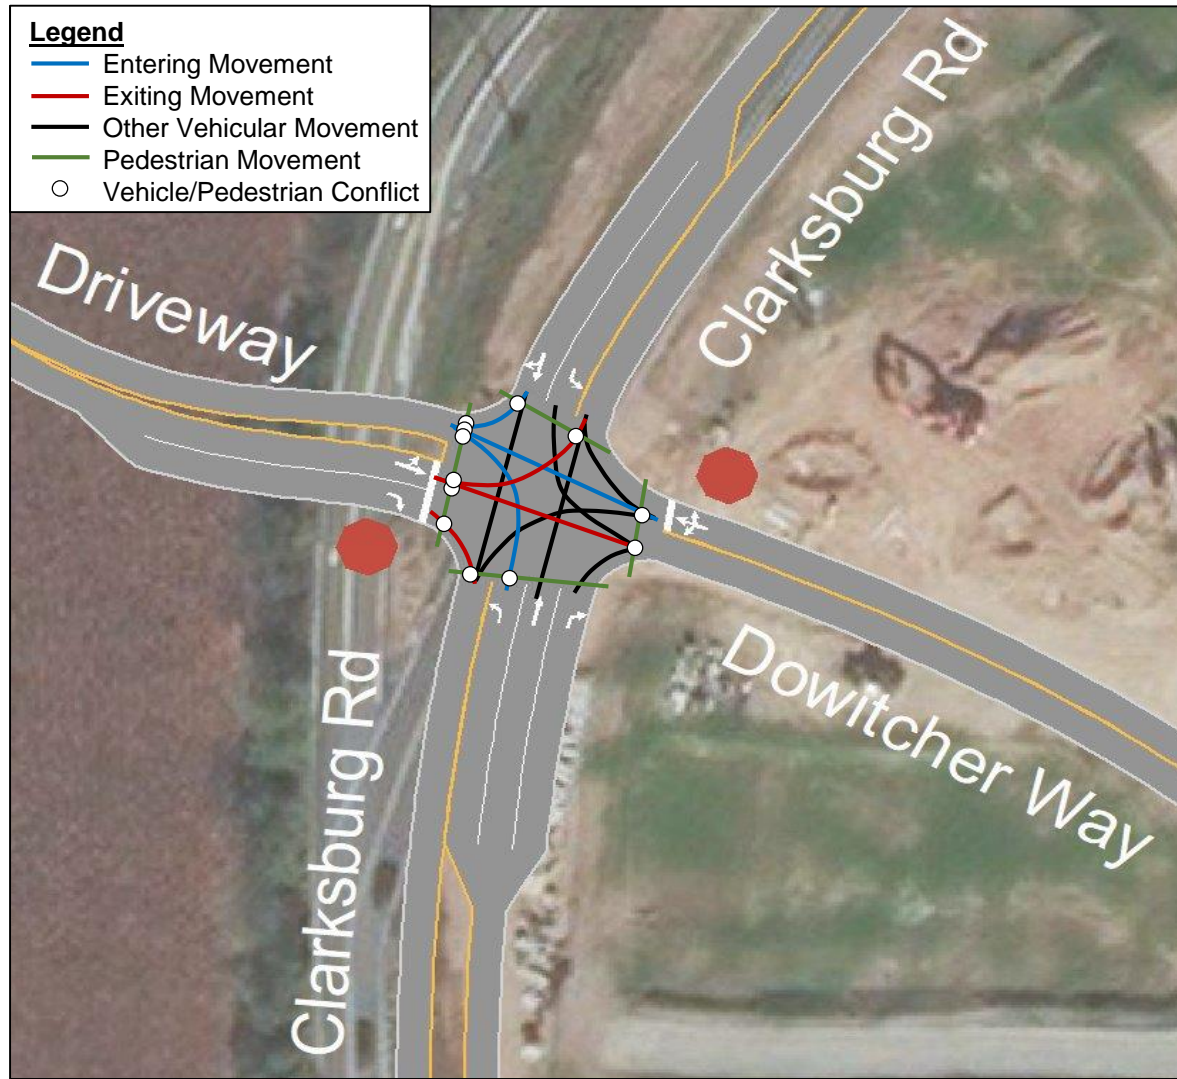 Legend
Entering Movement
Exiting Movement
Other Vehicular Movement
Pedestrian Movement
Vehicle/Pedestrian Conflict
Driveway
Clarksburg Rd
Clarksburg Rd
Dowitcher Way